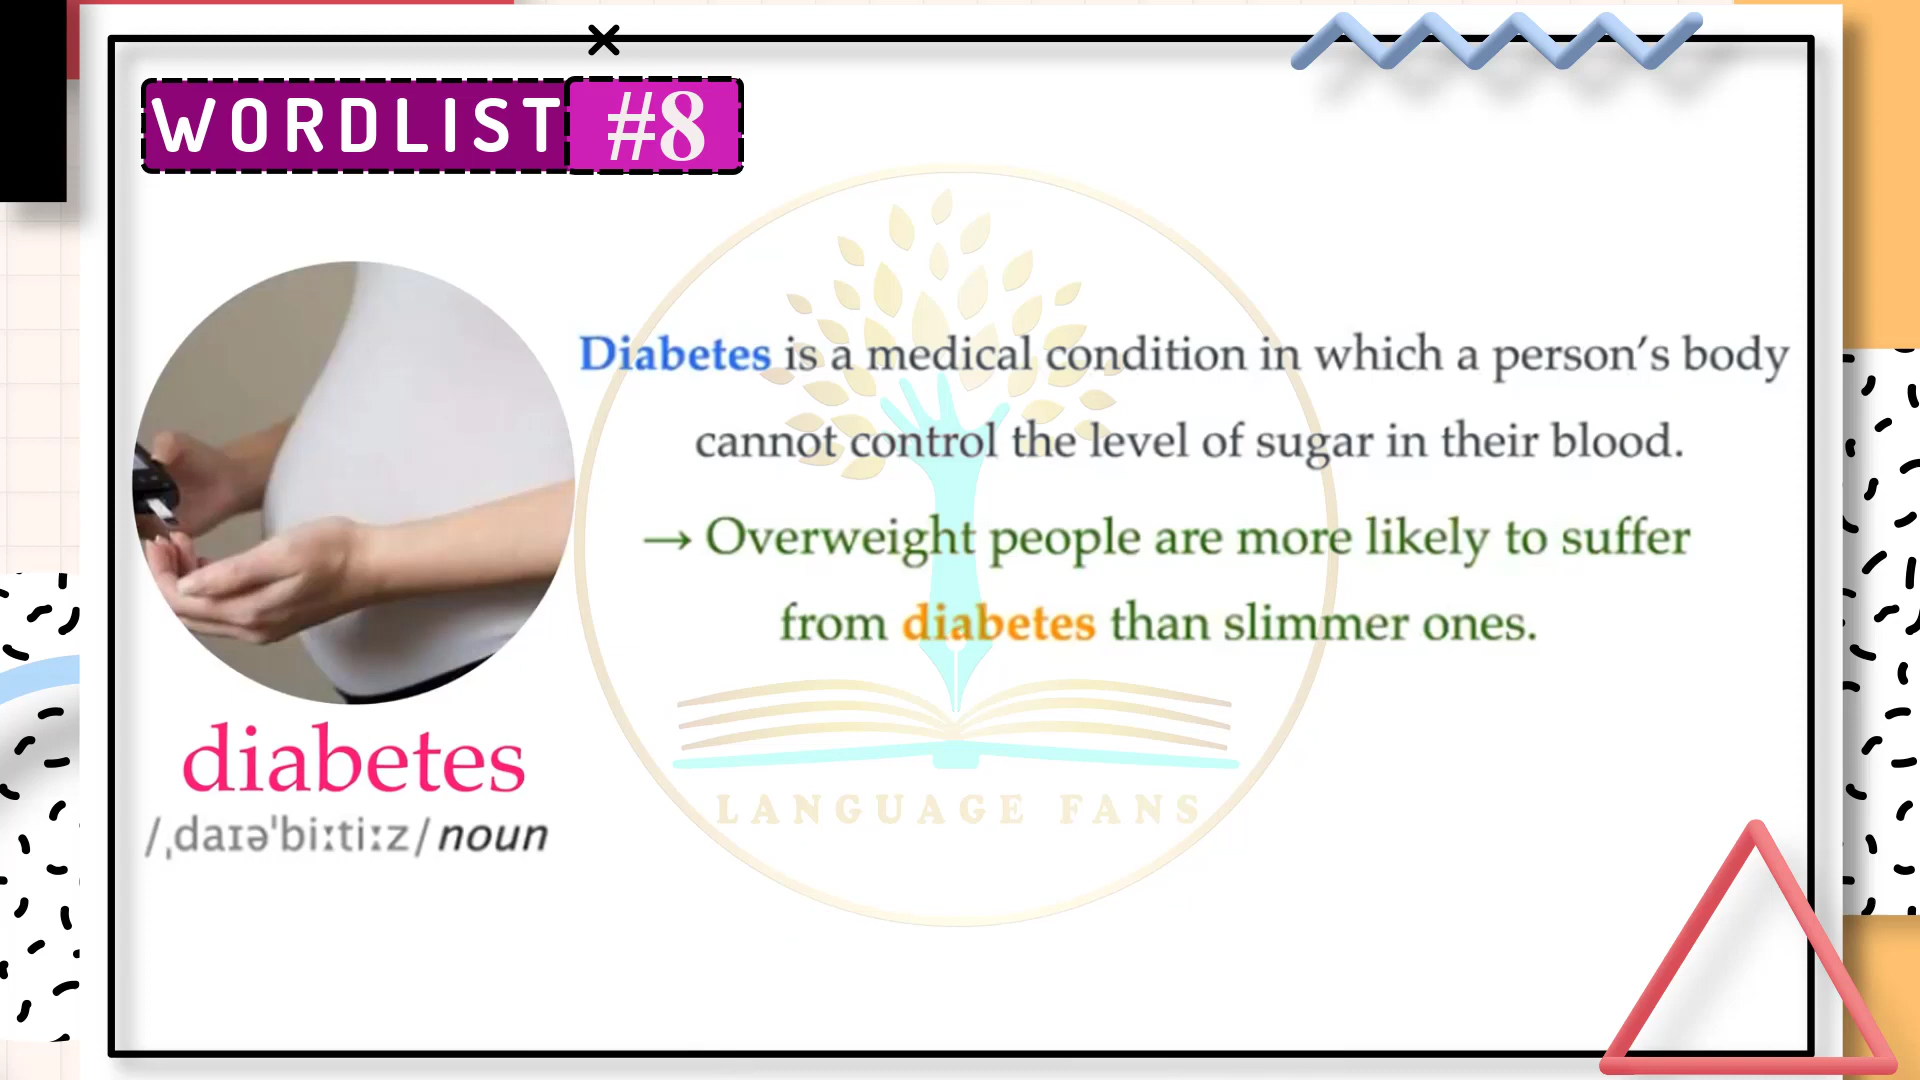 WORDLIST #8
Diabetes is a medical condition in which a person’s body
cannot control the level of sugar in their blood.
→ Overweight people are more likely to suffer
from diabetes than slimmer ones.
diabetes
/ˌdaɪəˈbiːtiːz/ noun
LANGUAGE FANS